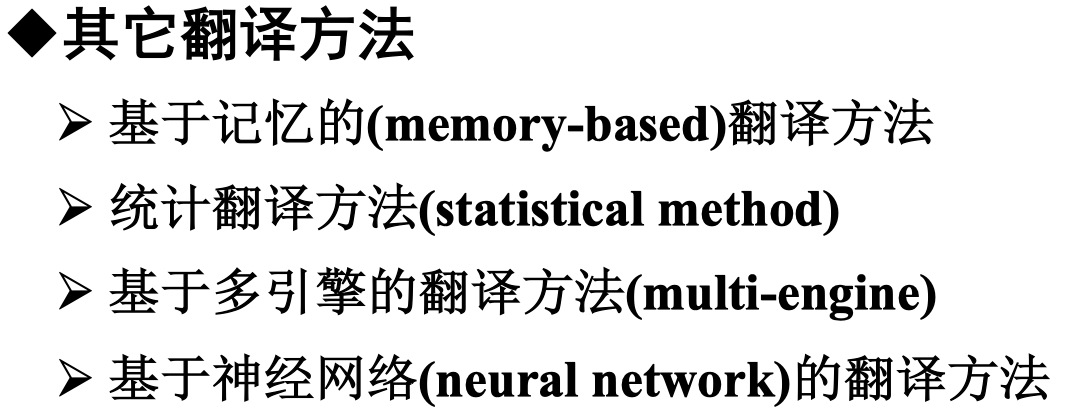 ◆其它翻译方法
➢ 基于记忆的(memory-based)翻译方法
➢ 统计翻译方法(statistical method)
➢ 基于多引擎的翻译方法(multi-engine)
➢ 基于神经网络(neural network)的翻译方法